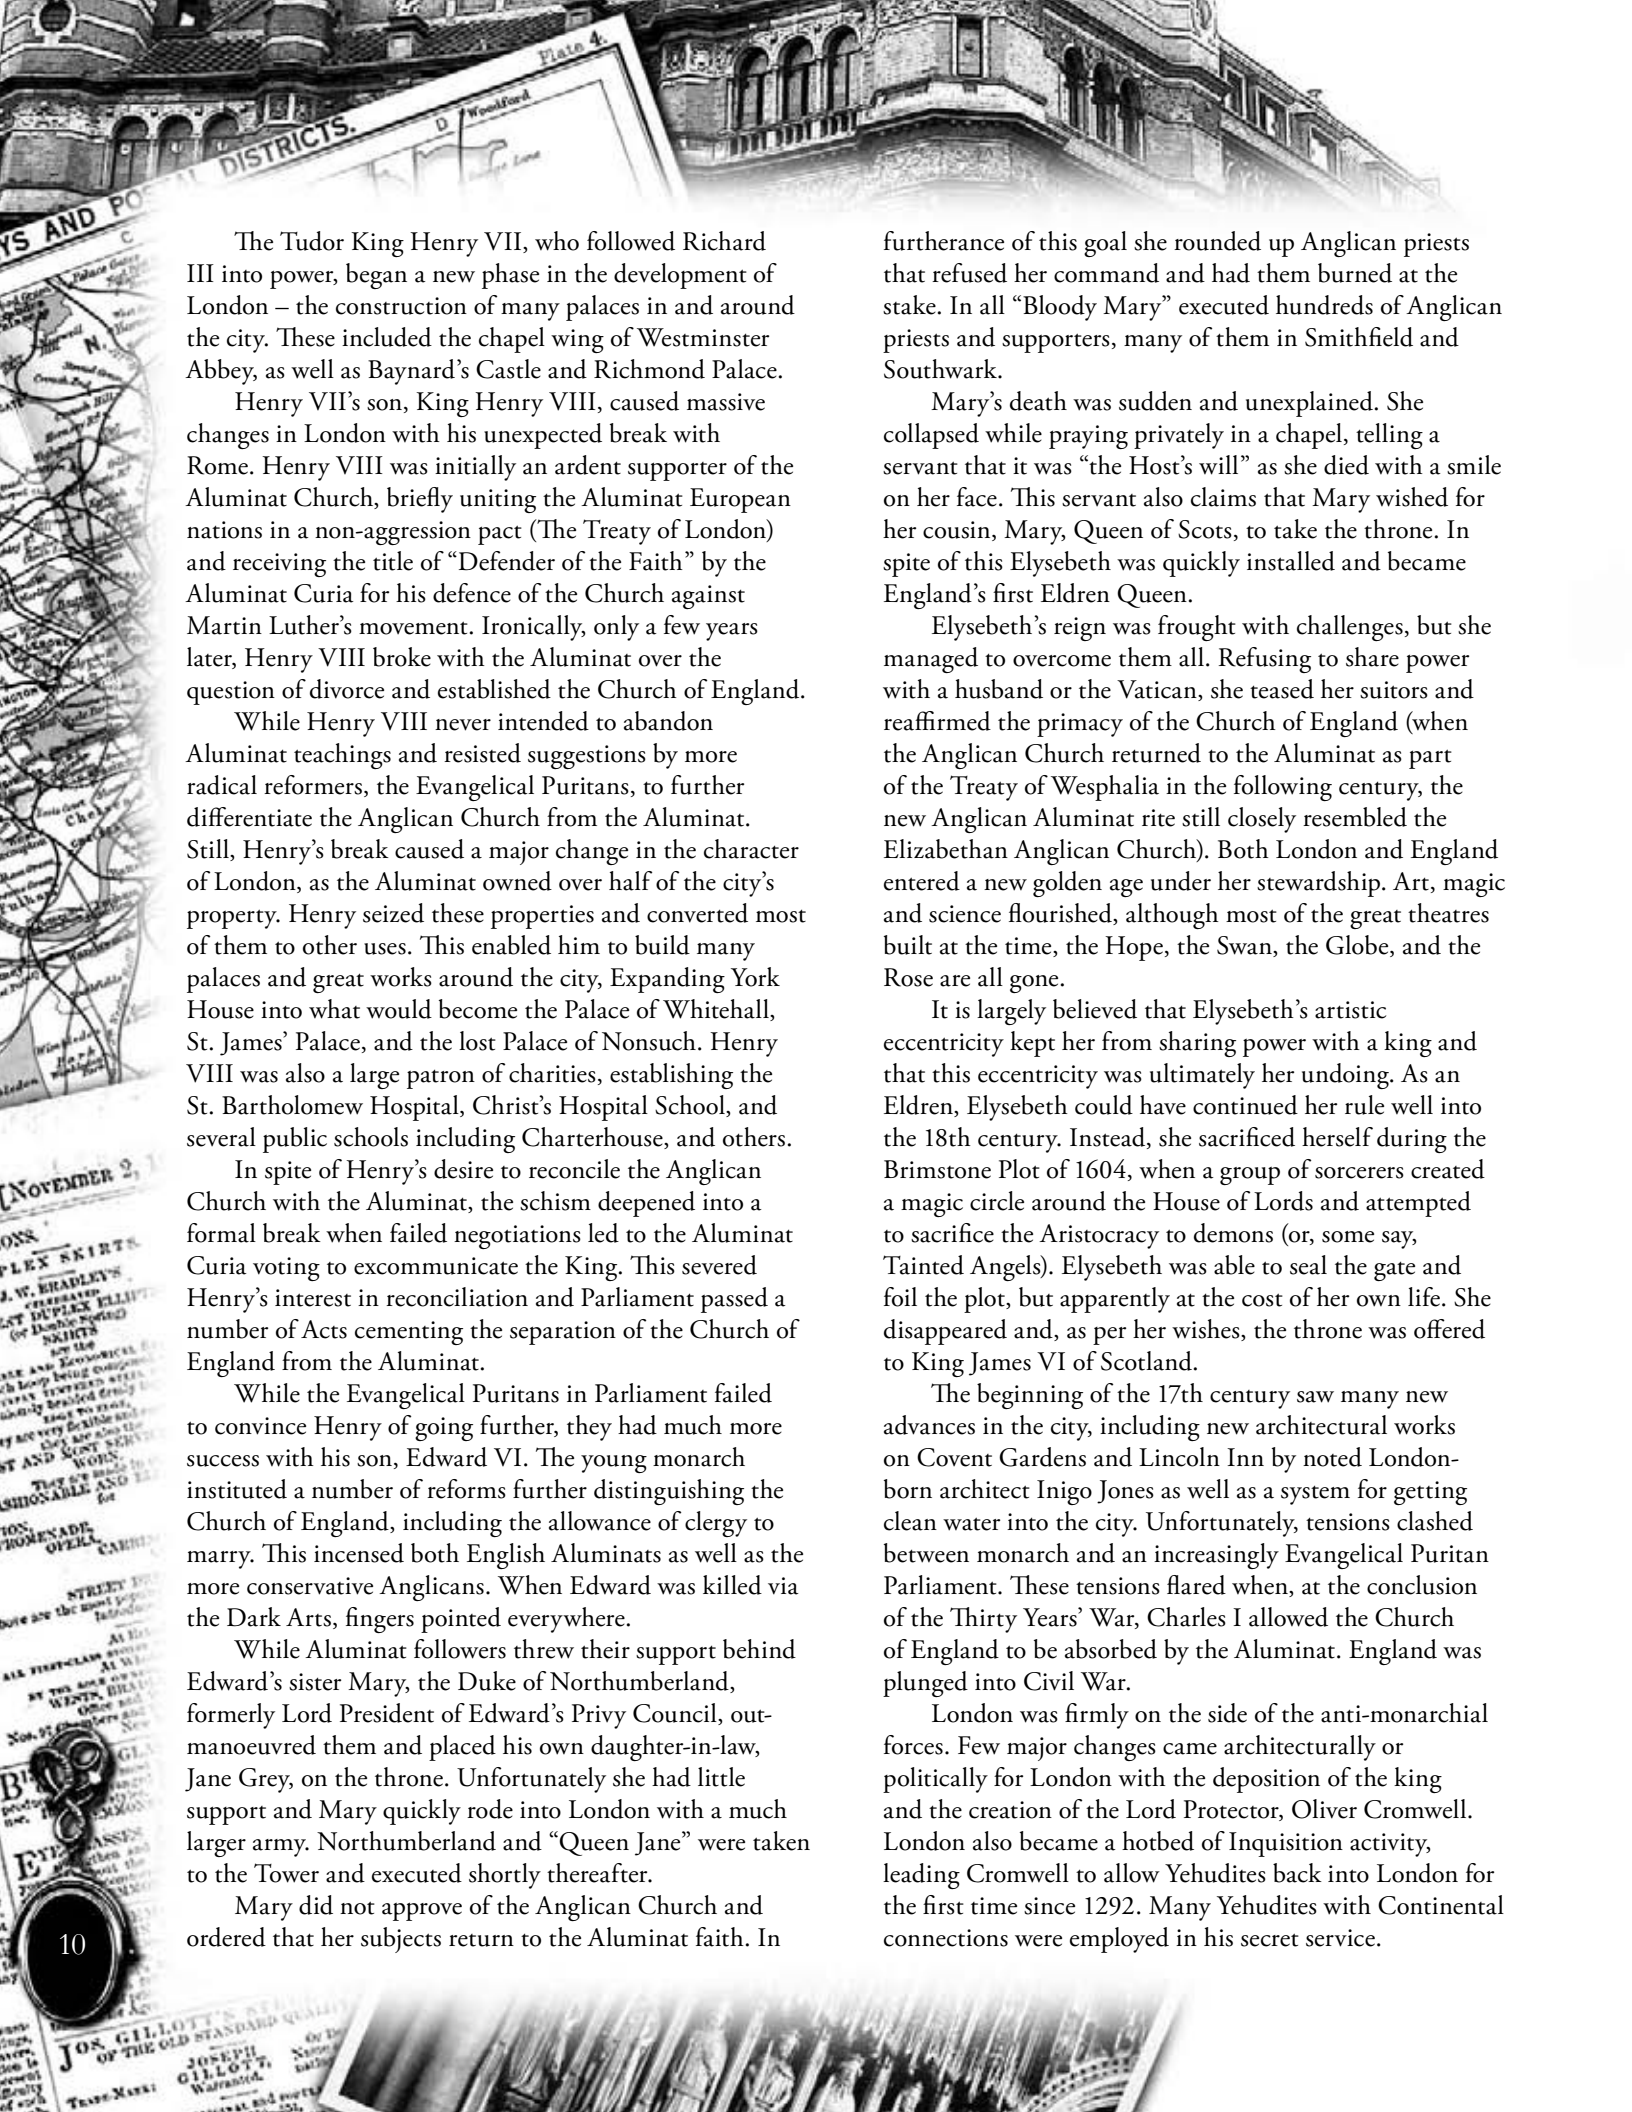 Plate 4.
DISTRICTS.
D
Woodford
YS AND PO
C
The Tudor King Henry VII, who followed Richard
III into power, began a new phase in the development of
London – the construction of many palaces in and around
the city. These included the chapel wing of Westminster
Abbey, as well as Baynard's Castle and Richmond Palace.
Henry VII's son, King Henry VIII, caused massive
changes in London with his unexpected break with
Rome. Henry VIII was initially an ardent supporter of the
Aluminat Church, briefly uniting the Aluminat European
nations in a non-aggression pact (The Treaty of London)
and receiving the title of “Defender of the Faith” by the
Aluminat Curia for his defence of the Church against
Martin Luther's movement. Ironically, only a few years
later, Henry VIII broke with the Aluminat over the
question of divorce and established the Church of England.
While Henry VIII never intended to abandon
Aluminat teachings and resisted suggestions by more
radical reformers, the Evangelical Puritans, to further
differentiate the Anglican Church from the Aluminat.
Still, Henry's break caused a major change in the character
of London, as the Aluminat owned over half of the city's
property. Henry seized these properties and converted most
of them to other uses. This enabled him to build many
palaces and great works around the city, Expanding York
House into what would become the Palace of Whitehall,
St. James' Palace, and the lost Palace of Nonsuch. Henry
VIII was also a large patron of charities, establishing the
St. Bartholomew Hospital, Christ's Hospital School, and
several public schools including Charterhouse, and others.
In spite of Henry's desire to reconcile the Anglican
Church with the Aluminat, the schism deepened into a
formal break when failed negotiations led to the Aluminat
Curia voting to excommunicate the King. This severed
Henry's interest in reconciliation and Parliament passed a
number of Acts cementing the separation of the Church of
England from the Aluminat.
While the Evangelical Puritans in Parliament failed
to convince Henry of going further, they had much more
success with his son, Edward VI. The young monarch
instituted a number of reforms further distinguishing the
Church of England, including the allowance of clergy to
marry. This incensed both English Aluminats as well as the
more conservative Anglicans. When Edward was killed via
the Dark Arts, fingers pointed everywhere.
While Aluminat followers threw their support behind
Edward's sister Mary, the Duke of Northumberland,
formerly Lord President of Edward's Privy Council, out-
manoeuvred them and placed his own daughter-in-law,
Jane Grey, on the throne. Unfortunately she had little
support and Mary quickly rode into London with a much
larger army. Northumberland and “Queen Jane” were taken
to the Tower and executed shortly thereafter.
Mary did not approve of the Anglican Church and
ordered that her subjects return to the Aluminat faith. In
furtherance of this goal she rounded up Anglican priests
that refused her command and had them burned at the
stake. In all “Bloody Mary” executed hundreds of Anglican
priests and supporters, many of them in Smithfield and
Southwark.
Mary's death was sudden and unexplained. She
collapsed while praying privately in a chapel, telling a
servant that it was “the Host's will” as she died with a smile
on her face. This servant also claims that Mary wished for
her cousin, Mary, Queen of Scots, to take the throne. In
spite of this Elysebeth was quickly installed and became
England's first Eldren Queen.
Elysebeth's reign was frought with challenges, but she
managed to overcome them all. Refusing to share power
with a husband or the Vatican, she teased her suitors and
reaffirmed the primacy of the Church of England (when
the Anglican Church returned to the Aluminat as part
of the Treaty of Wesphalia in the following century, the
new Anglican Aluminat rite still closely resembled the
Elizabethan Anglican Church). Both London and England
entered a new golden age under her stewardship. Art, magic
and science flourished, although most of the great theatres
built at the time, the Hope, the Swan, the Globe, and the
Rose are all gone.
It is largely believed that Elysebeth's artistic
eccentricity kept her from sharing power with a king and
that this eccentricity was ultimately her undoing. As an
Eldren, Elysebeth could have continued her rule well into
the 18th century. Instead, she sacrificed herself during the
Brimstone Plot of 1604, when a group of sorcerers created
a magic circle around the House of Lords and attempted
to sacrifice the Aristocracy to demons (or, some say,
Tainted Angels). Elysebeth was able to seal the gate and
foil the plot, but apparently at the cost of her own life. She
disappeared and, as per her wishes, the throne was offered
to King James VI of Scotland.
The beginning of the 17th century saw many new
advances in the city, including new architectural works
on Covent Gardens and Lincoln Inn by noted London-
born architect Inigo Jones as well as a system for getting
clean water into the city. Unfortunately, tensions clashed
between monarch and an increasingly Evangelical Puritan
Parliament. These tensions flared when, at the conclusion
of the Thirty Years' War, Charles I allowed the Church
of England to be absorbed by the Aluminat. England was
plunged into Civil War.
London was firmly on the side of the anti-monarchial
forces. Few major changes came architecturally or
politically for London with the deposition of the king
and the creation of the Lord Protector, Oliver Cromwell.
London also became a hotbed of Inquisition activity,
leading Cromwell to allow Yehudites back into London for
the first time since 1292. Many Yehudites with Continental
connections were employed in his secret service.
[NOVEMBER 2,
10
JOS. GILLOTT'S
OF THE OLD STANDARD
JOSEPH
GILLOTT,
Warranted.
TRADE MARK: